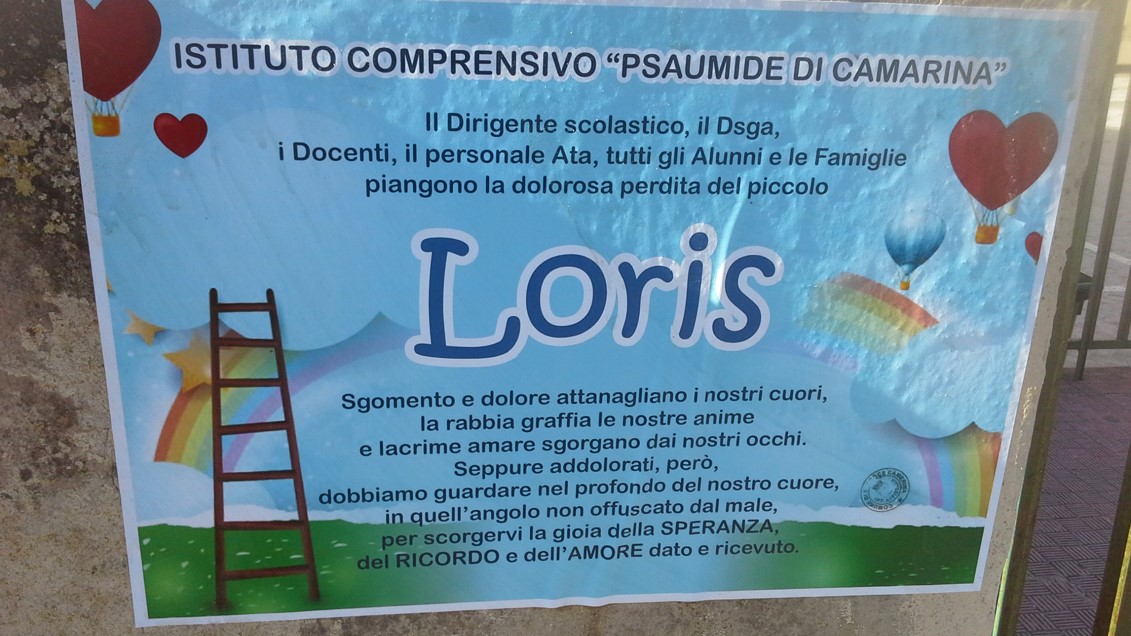 ISTITUTO COMPRENSIVO “PSAUMIDE DI CAMARINA”
Il Dirigente scolastico, il Dsga,
i Docenti, il personale Ata, tutti gli Alunni e le Famiglie
piangono la dolorosa perdita del piccolo
Loris
Sgomento e dolore attanagliano i nostri cuori,
la rabbia graffia le nostre anime
e lacrime amare sgorgano dai nostri occhi.
Seppure addolorati, però,
dobbiamo guardare nel profondo del nostro cuore,
in quell’angolo non offuscato dal male,
per scorgervi la gioia della SPERANZA,
del RICORDO e dell’AMORE dato e ricevuto.